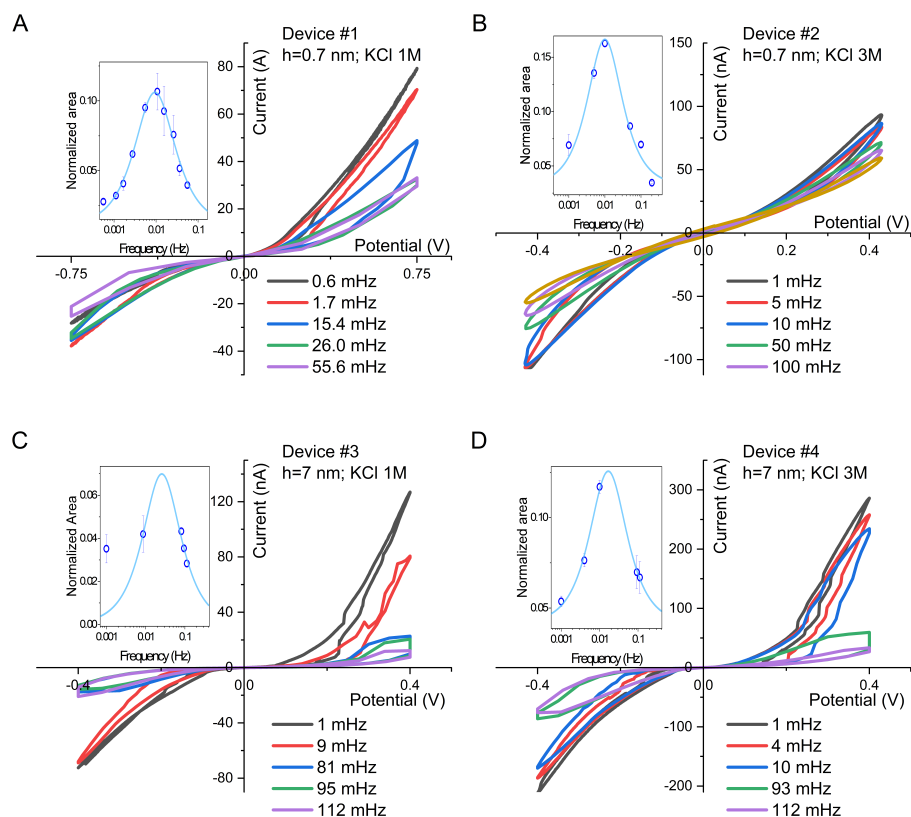 A
Device #1
h=0.7 nm; KCl 1M
Current (A)
80
60
40
20
0
-20
-40
-0.75
0.00
0.75
Potential (V)
Normalized area
0.10
0.05
0.001
0.01
0.1
Frequency (Hz)
0.6 mHz
1.7 mHz
15.4 mHz
26.0 mHz
55.6 mHz
B
Device #2
h=0.7 nm; KCl 3M
Current (nA)
150
100
50
0
-50
-100
-0.4
-0.2
0.0
0.2
0.4
Potential (V)
Normalized area
0.15
0.10
0.05
0.001
0.01
0.1
Frequency (Hz)
1 mHz
5 mHz
10 mHz
50 mHz
100 mHz
C
Device #3
h=7 nm; KCl 1M
Current (nA)
120
80
40
0
-40
-80
-0.4
0.0
0.4
Potential (V)
Normalized Area
0.06
0.04
0.02
0.00
0.001
0.01
0.1
Frequency (Hz)
1 mHz
9 mHz
81 mHz
95 mHz
112 mHz
D
Device #4
h=7 nm; KCl 3M
Current (nA)
300
200
100
0
-100
-200
-0.4
0.0
0.4
Potential (V)
Normalized area
0.10
0.05
0.001
0.01
0.1
Frequency (Hz)
1 mHz
4 mHz
10 mHz
93 mHz
112 mHz